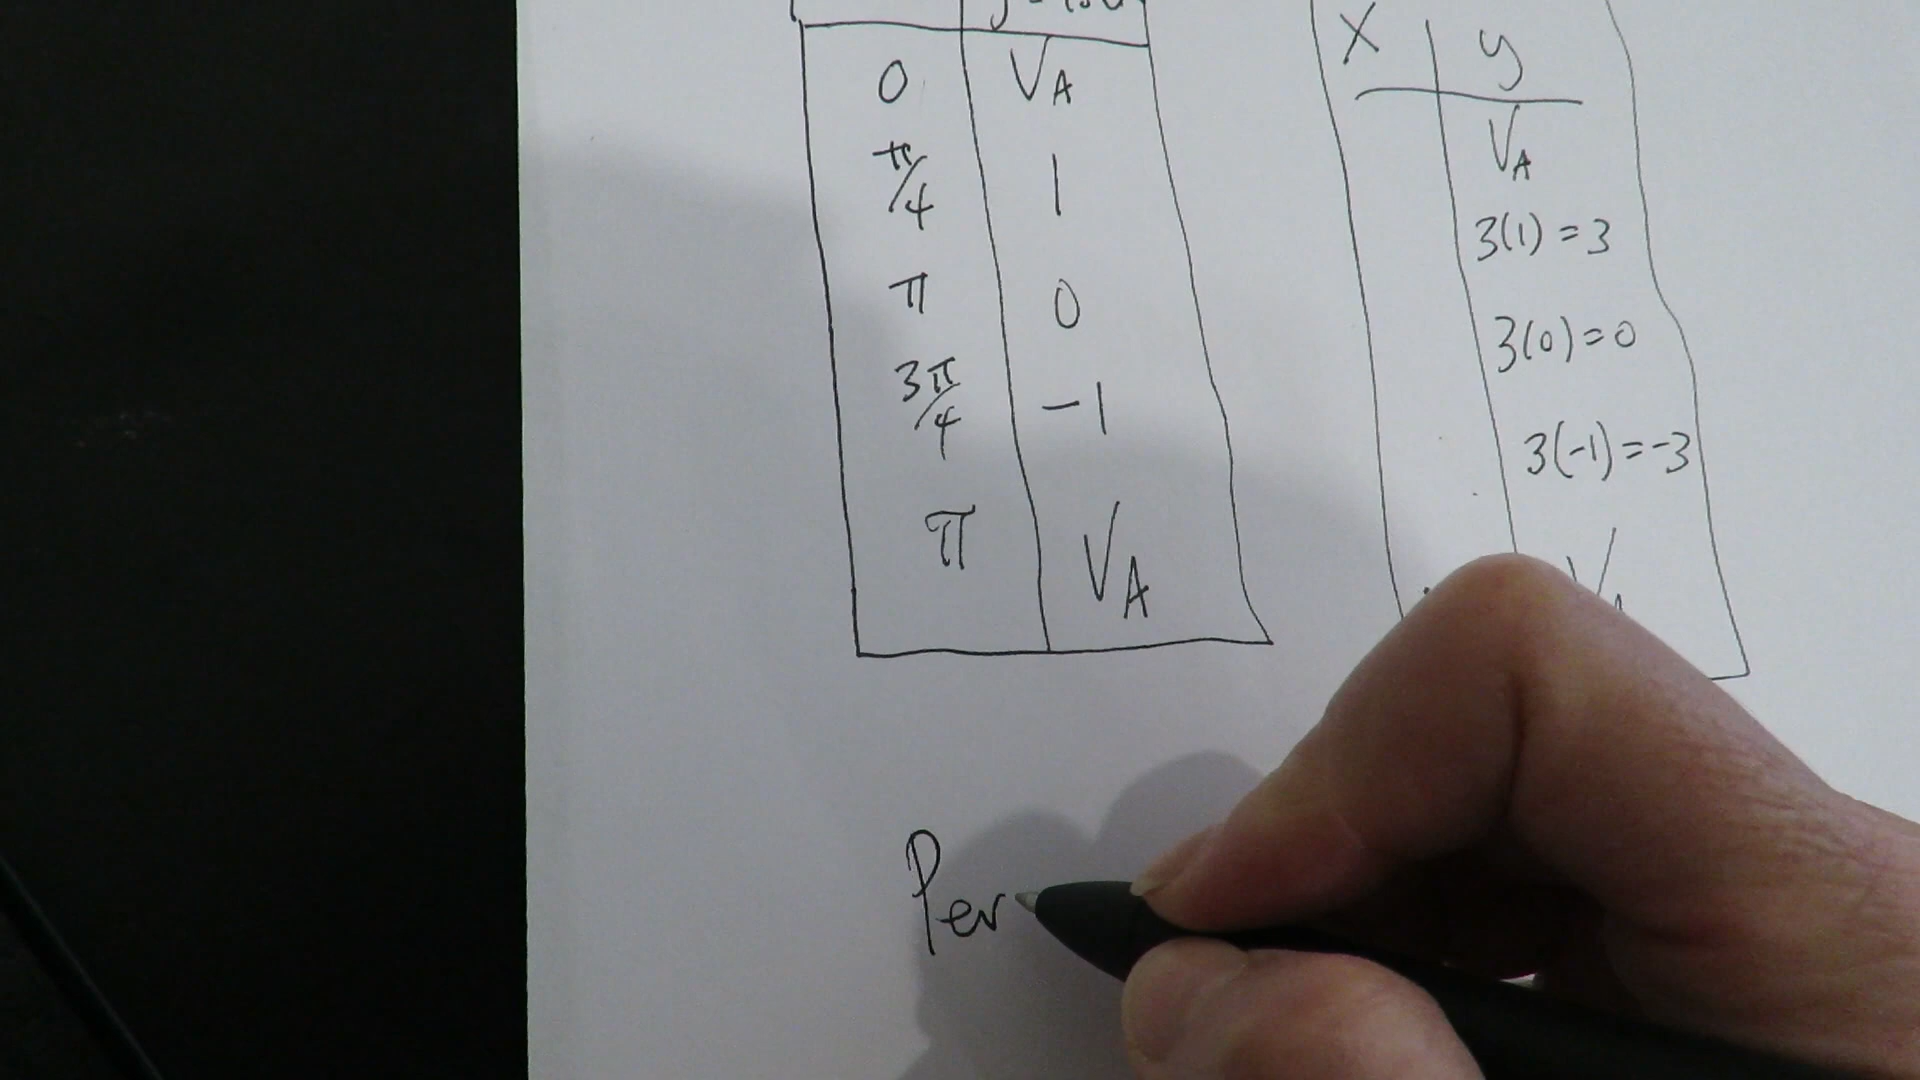 0 VA
π/4 1
π 0
3π/4 -1
π VA
x y
VA
3(1) = 3
3(0) = 0
3(-1) = -3
Per